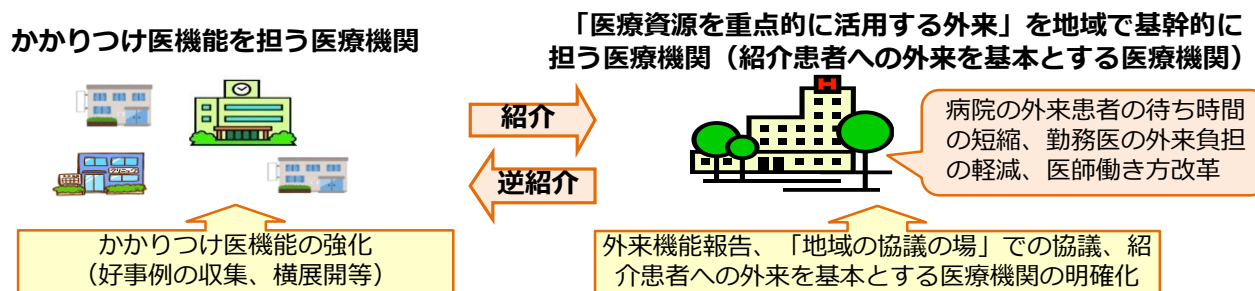 かかりつけ医機能を担う医療機関
「医療資源を重点的に活用する外来」を地域で基幹的に
担う医療機関（紹介患者への外来を基本とする医療機関）
紹介
逆紹介
H
病院の外来患者の待ち時間
の短縮、勤務医の外来負担
の軽減、医師働き方改革
かかりつけ医機能の強化
（好事例の収集、横展開等）
外来機能報告、「地域の協議の場」での協議、紹
介患者への外来を基本とする医療機関の明確化